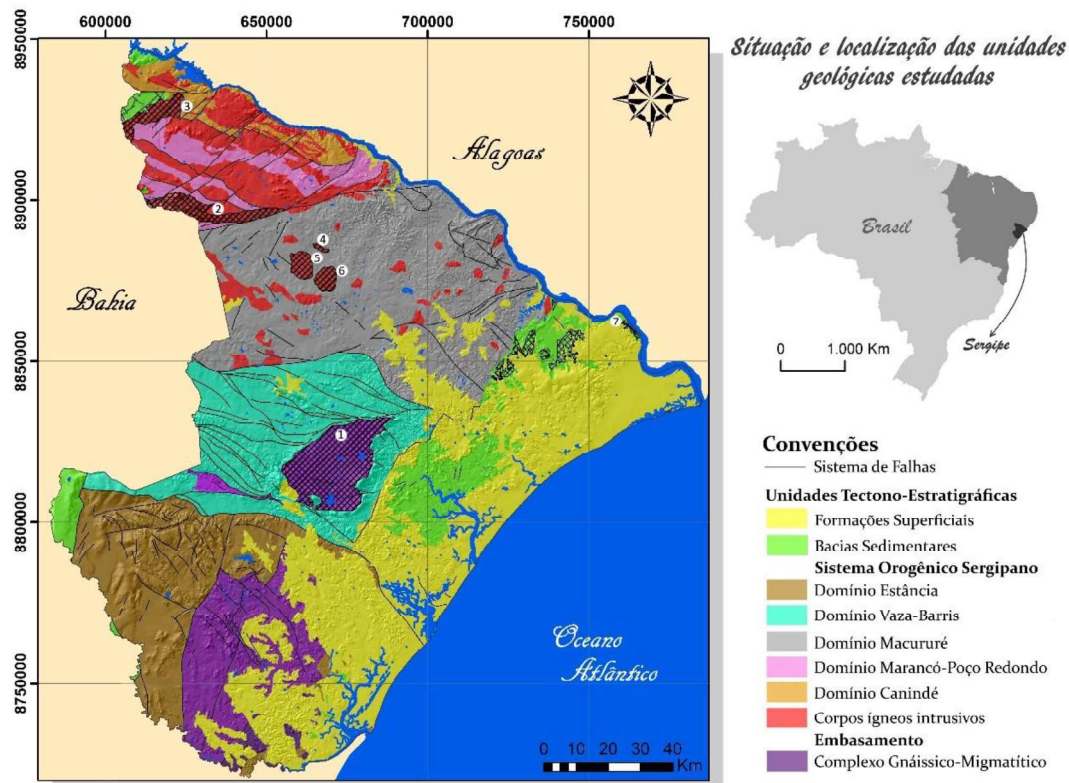 600000
650000
700000
750000
8950000
8900000
8850000
8800000
8750000
3
2
4
5
6
7
1
Alagoas
Bahia
Oceano
Atlântico
0 10 20 30 40
Km
Situação e localização das unidades
geológicas estudadas
Brasil
Sergipe
0 1.000 Km
Convenções
Sistema de Falhas
Unidades Tectono-Estratigráficas
Formações Superficiais
Bacias Sedimentares
Sistema Orogênico Sergipano
Domínio Estância
Domínio Vaza-Barris
Domínio Macururé
Domínio Marancó-Poço Redondo
Domínio Canindé
Corpos ígneos intrusivos
Embasamento
Complexo Gnáissico-Migmatítico